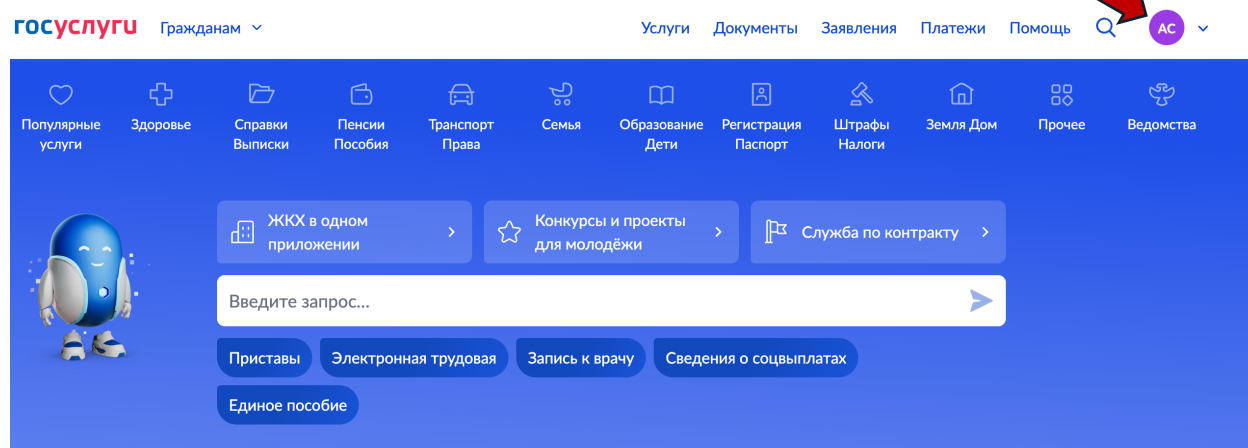 госуслуги Гражданам Услуги Документы Заявления Платежи Помощь АС
Популярные услуги
Здоровье
Справки Выписки
Пенсии Пособия
Транспорт Права
Семья
Образование Дети
Регистрация Паспорт
Штрафы Налоги
Земля Дом
Прочее
Ведомства
ЖКХ в одном
приложении
Конкурсы и проекты
для молодёжи
Служба по контракту
Введите запрос...
Приставы Электронная трудовая Запись к врачу Сведения о соцвыплатах
Единое пособие